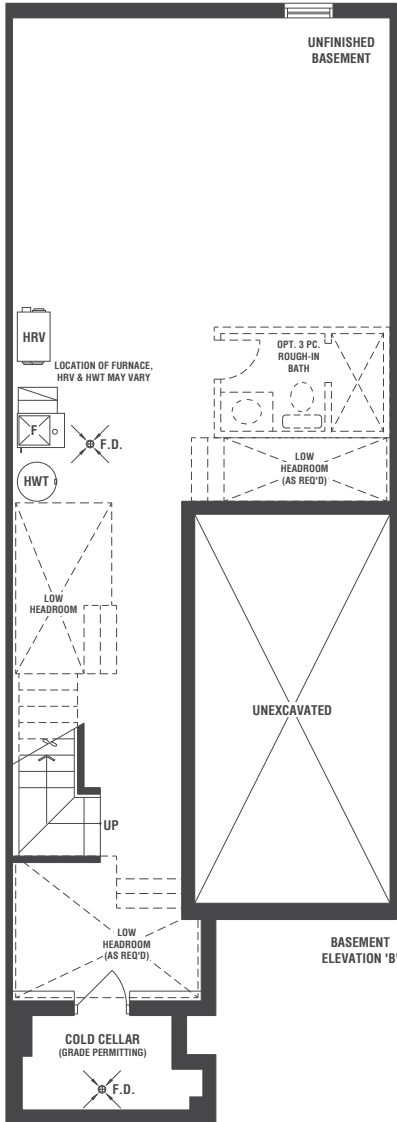 UNFINISHED
BASEMENT
HRV
LOCATION OF FURNACE,
HRV & HWT MAY VARY
OPT. 3 PC.
ROUGH-IN
BATH
F
F.D.
HWT
LOW
HEADROOM
(AS REQ'D)
LOW
HEADROOM
UNEXCAVATED
UP
LOW
HEADROOM
(AS REQ'D)
BASEMENT
ELEVATION 'B'
COLD CELLAR
(GRADE PERMITTING)
F.D.